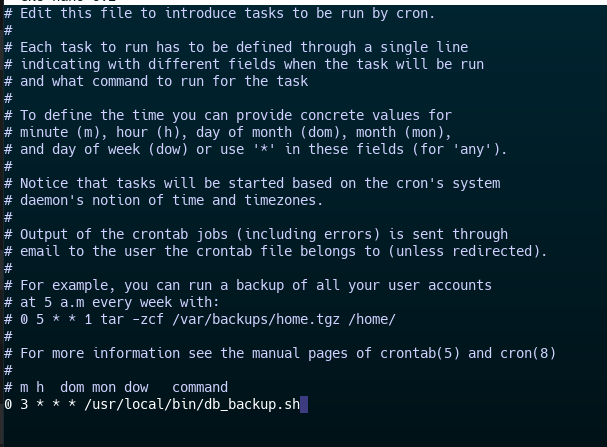 # Edit this file to introduce tasks to be run by cron.
#
# Each task to run has to be defined through a single line
# indicating with different fields when the task will be run
# and what command to run for the task
#
# To define the time you can provide concrete values for
# minute (m), hour (h), day of month (dom), month (mon),
# and day of week (dow) or use '*' in these fields (for 'any').
#
# Notice that tasks will be started based on the cron's system
# daemon's notion of time and timezones.
#
# Output of the crontab jobs (including errors) is sent through
# email to the user the crontab file belongs to (unless redirected).
#
# For example, you can run a backup of all your user accounts
# at 5 a.m every week with:
# 0 5 * * 1 tar -zcf /var/backups/home.tgz /home/
#
# For more information see the manual pages of crontab(5) and cron(8)
#
# m h  dom mon dow   command
0 3 * * * /usr/local/bin/db_backup.sh